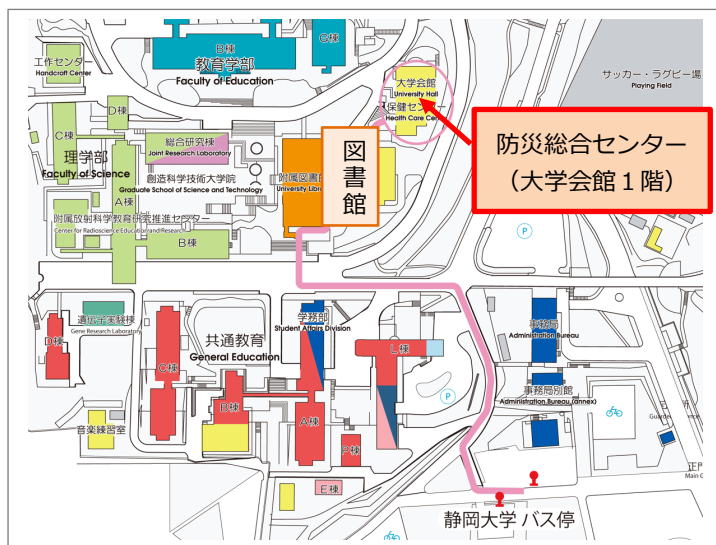 B棟
教育学部
Faculty of Education
C棟
工作センター
Handcraft Center
大学会館
University Hall
保健センター
Health Care Cen
サッカー・ラグビー場
Playing Field
防災総合センター
（大学会館１階）
D棟
C棟
総合研究棟
Joint Research Laboratory
理学部
Faculty of Science
創造科学技術大学院
Graduate School of Science and Technology
附属図書
University Libr
図書館
A棟
附属放射科学教育研究推進センター
Center for Radioscience Education and Research
B棟
P
遺伝子実験棟
Gene Research Laboratory
D棟
共通教育
General Education
C棟
学務部
Student Affairs Division
L棟
事務局
Administration Bureau
事務局別館
Administration Bureau (annex)
P
B棟
A棟
音楽練習室
P棟
E棟
正門
Main G
静岡大学 バス停